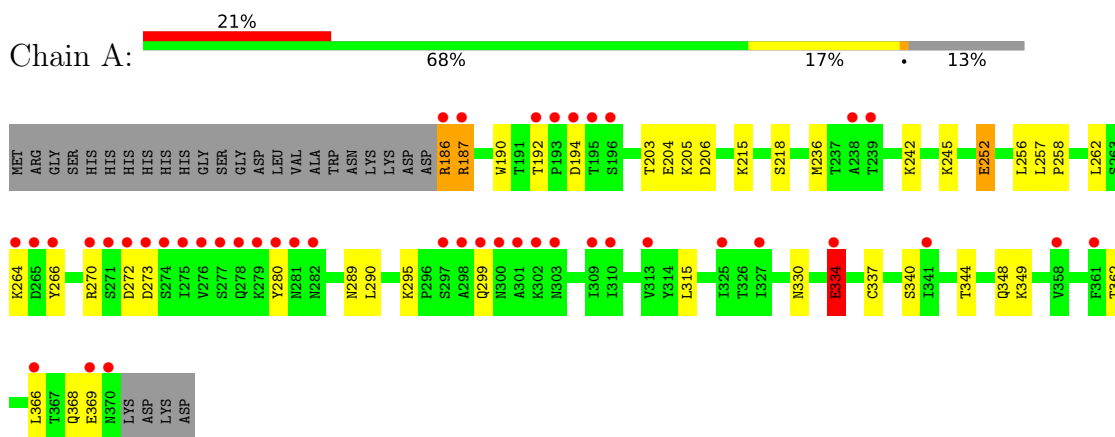 21%
Chain A:
68% 17% • 13%
MET ARG GLY SER HIS HIS HIS HIS HIS HIS GLY SER GLY ASP LEU VAL ALA TRP ASN LYS LYS ASP ASP R186 R187 W190 T191 T192 P193 D194 T195 S196 T203 E204 K205 D206 K215 S218 M236 T237 A238 T239 K242 K245 E252 L256 L257 P258 L262 S263
K264 D265 Y266 R270 S271 D272 D273 S274 I275 V276 S277 Q278 K279 Y280 N281 N282 N289 L290 K295 P296 S297 A298 Q299 N300 A301 K302 N303 I309 I310 V313 Y314 L315 I325 T326 I327 N330 E334 C337 S340 I341 T344 Q348 K349 V358 F361 T362
L366 T367 Q368 E369 N370 LYS ASP LYS ASP